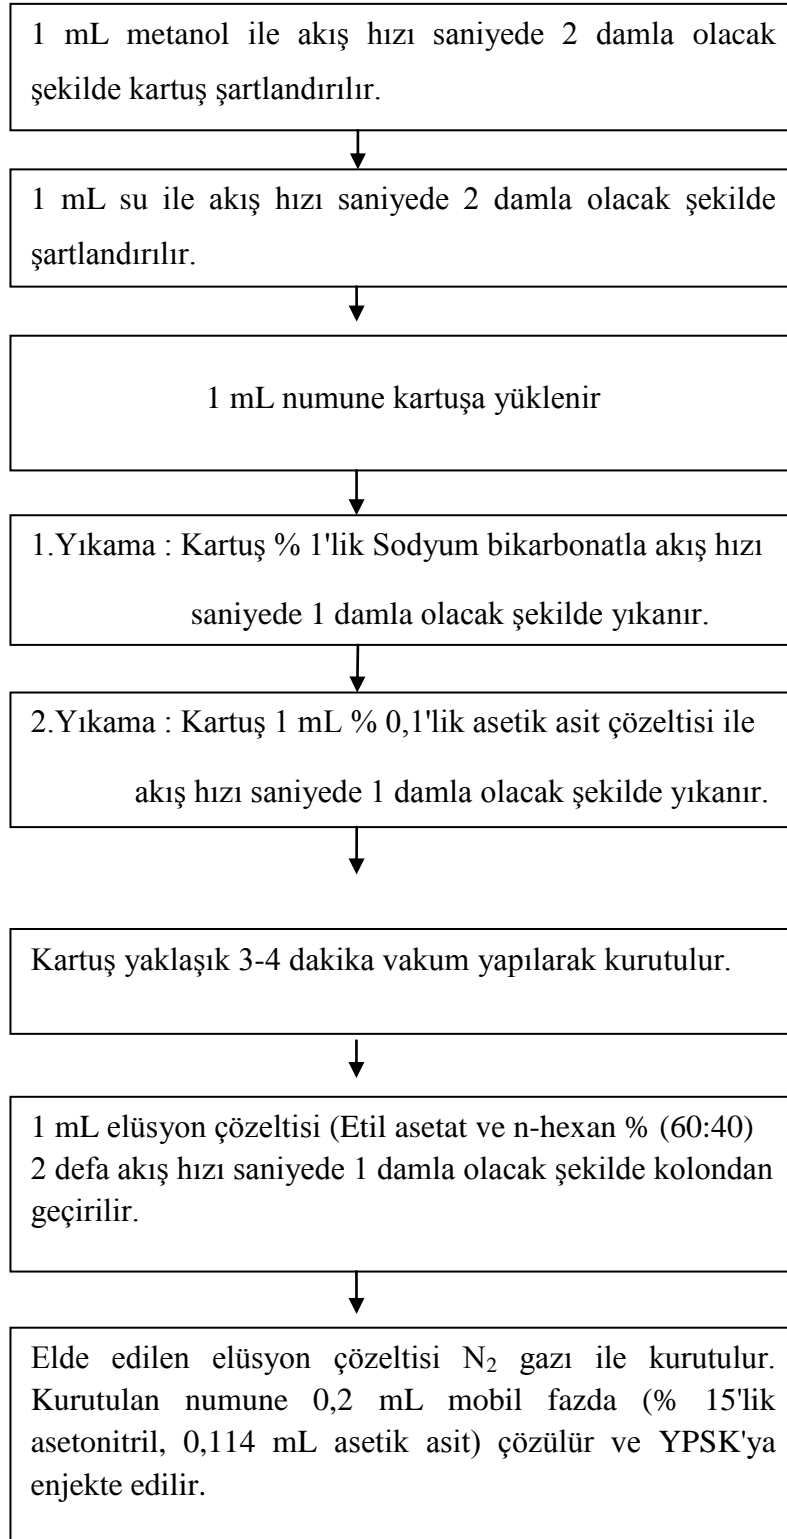 1 mL metanol ile akış hızı saniyede 2 damla olacak
şekilde kartuş şartlandırılır.
1 mL su ile akış hızı saniyede 2 damla olacak şekilde
şartlandırılır.
1 mL numune kartuşa yüklenir
1.Yıkama : Kartuş % 1'lik Sodyum bikarbonatla akış hızı
saniyede 1 damla olacak şekilde yıkanır.
2.Yıkama : Kartuş 1 mL % 0,1'lik asetik asit çözeltisi ile
akış hızı saniyede 1 damla olacak şekilde yıkanır.
Kartuş yaklaşık 3-4 dakika vakum yapılarak kurutulur.
1 mL elüsyon çözeltisi (Etil asetat ve n-hexan % (60:40)
2 defa akış hızı saniyede 1 damla olacak şekilde kolondan
geçirilir.
Elde edilen elüsyon çözeltisi N₂ gazı ile kurutulur.
Kurutulan numune 0,2 mL mobil fazda (% 15'lik
asetonitril, 0,114 mL asetik asit) çözülür ve YPSK'ya
enjekte edilir.